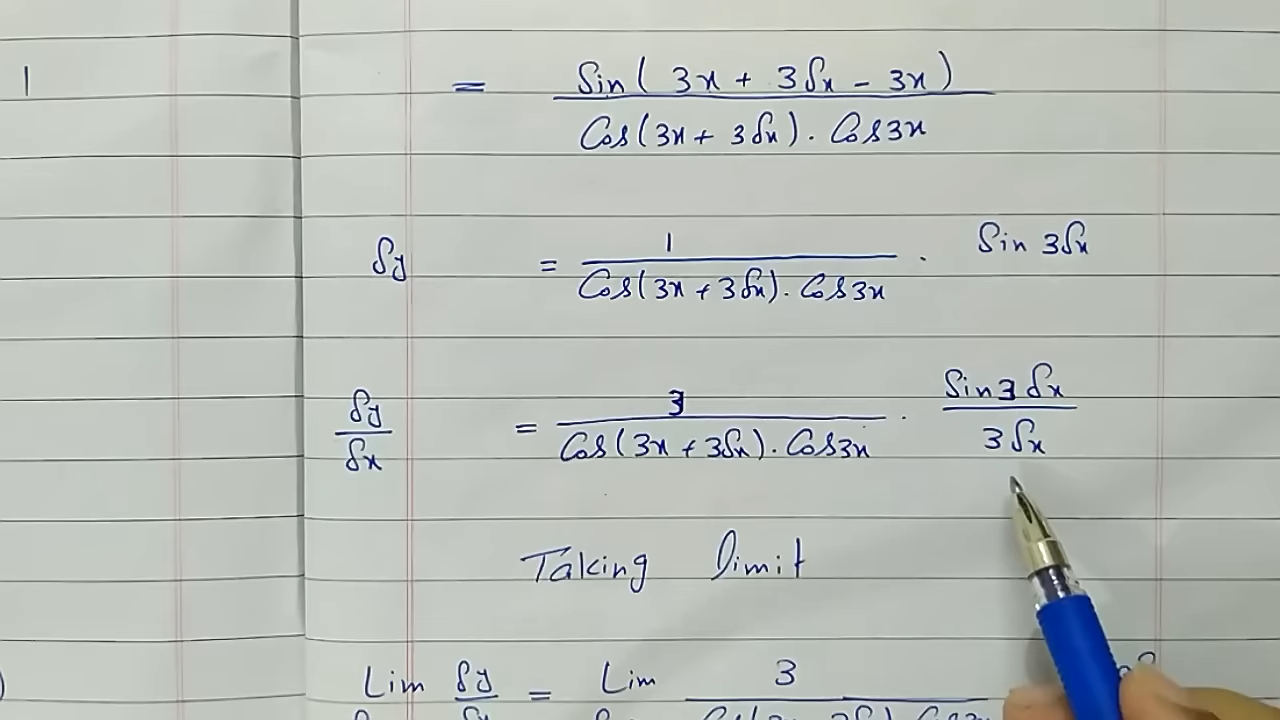 1
= Sin( 3x + 3δx - 3x )
Cos(3x + 3δx) . Cos3x
δy = 1 . Sin 3δx
Cos(3x + 3δx) . Cos3x
δy = 3 . Sin3δx
δx Cos(3x + 3δx) . Cos3x 3δx
Taking limit
Lim δy = Lim 3